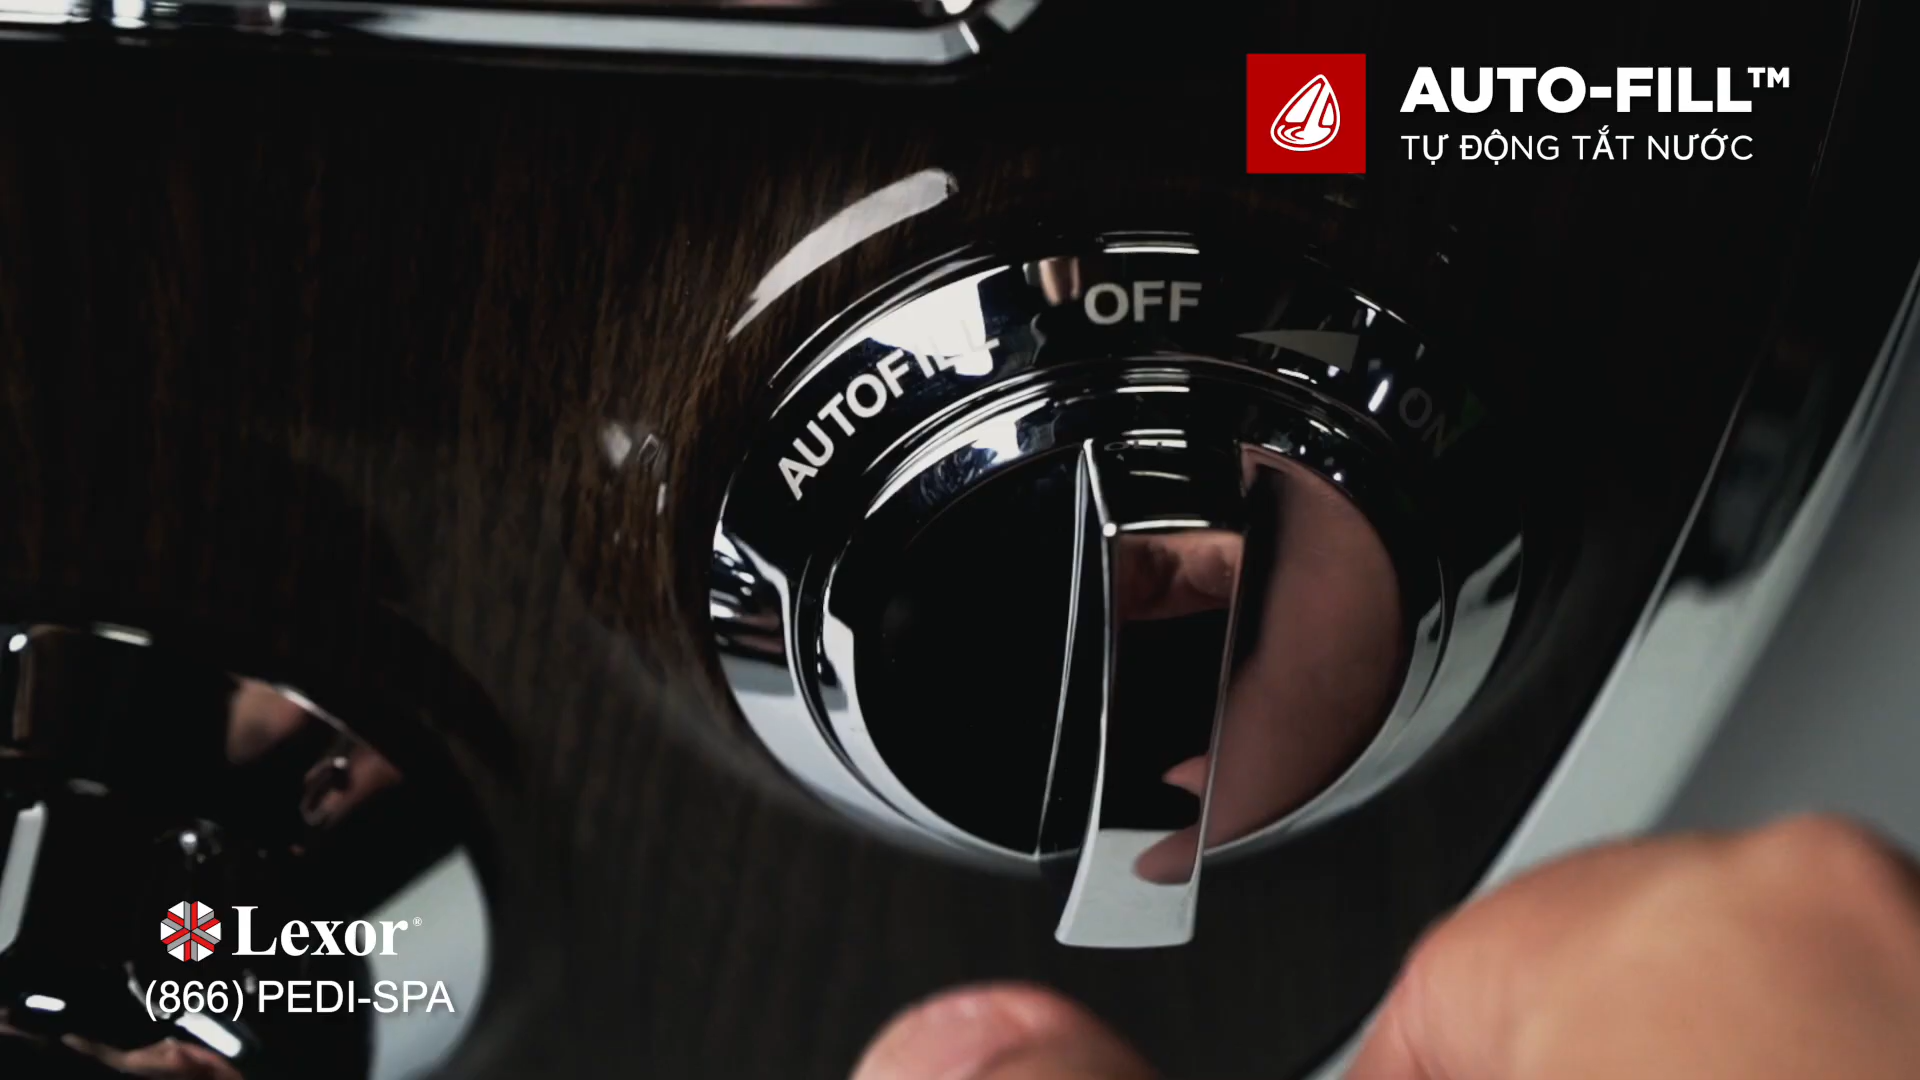 AUTO-FILL™
TỰ ĐỘNG TẮT NƯỚC
OFF
AUTOFILL
ON
Lexor®
(866) PEDI-SPA